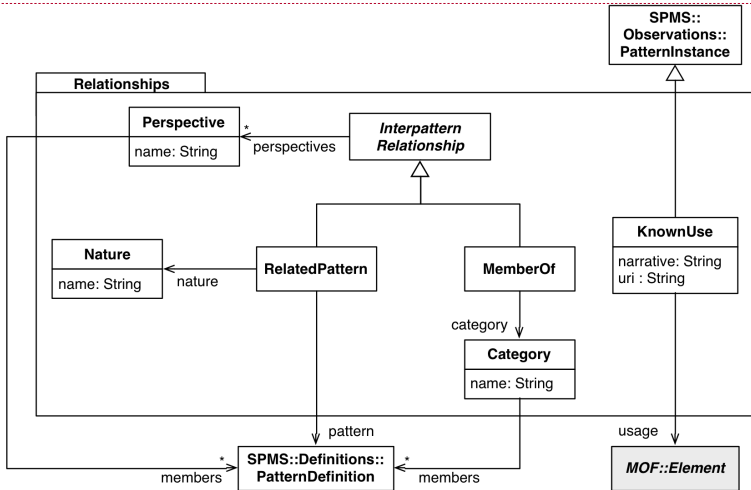 SPMS::
Observations::
PatternInstance
Relationships
Perspective
name: String
*
perspectives
Interpattern
Relationship
KnownUse
narrative: String
uri : String
Nature
name: String
nature
RelatedPattern
MemberOf
category
Category
name: String
pattern
usage
*
members
SPMS::Definitions::
PatternDefinition
*
members
MOF::Element